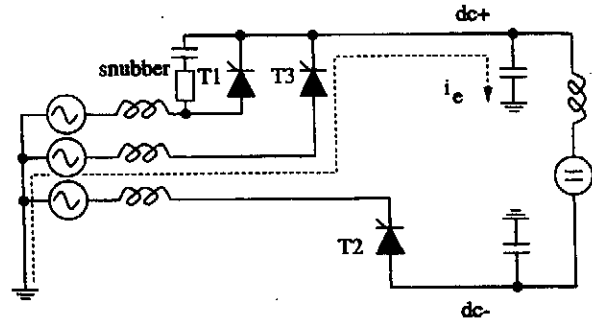 dc+
snubber
T1
T3
i_e
T2
dc-